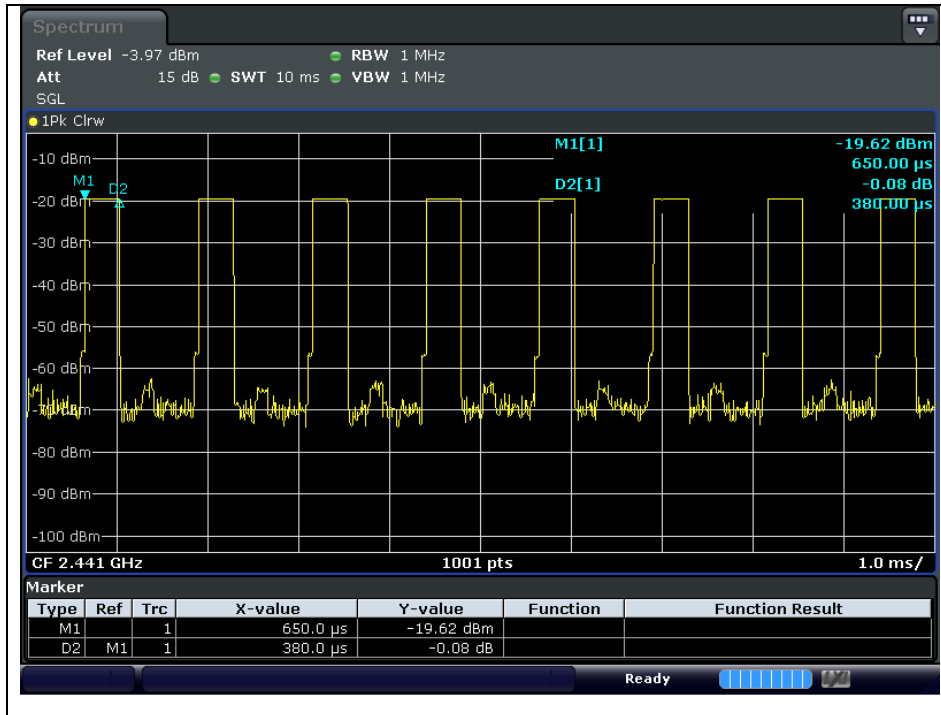 Spectrum
Ref Level -3.97 dBm RBW 1 MHz
Att 15 dB SWT 10 ms VBW 1 MHz
SGL
1Pk Clrw
M1[1] -19.62 dBm
650.00 µs
D2[1] -0.08 dB
380.00 µs
M1
D2
-10 dBm
-20 dBm
-30 dBm
-40 dBm
-50 dBm
-60 dBm
-70 dBm
-80 dBm
-90 dBm
-100 dBm
CF 2.441 GHz 1001 pts 1.0 ms/
Marker
Type Ref Trc X-value Y-value Function Function Result
M1 1 650.0 µs -19.62 dBm
D2 M1 1 380.0 µs -0.08 dB
Ready